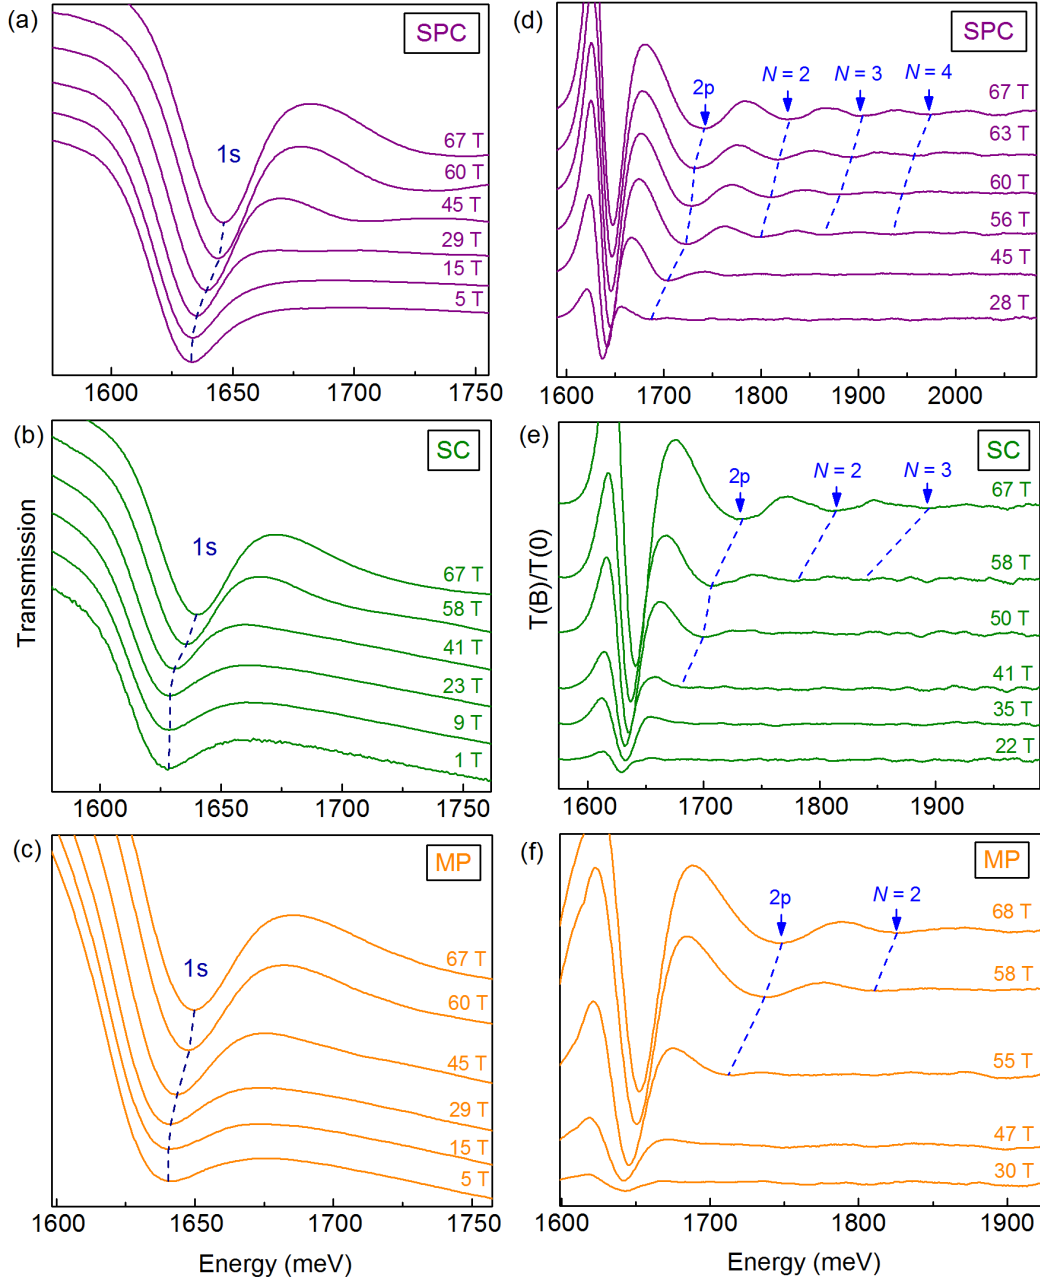 (a)
SPC
1s
67 T
60 T
45 T
29 T
15 T
5 T
1600
1650
1700
1750
(b)
SC
1s
67 T
58 T
41 T
23 T
9 T
1 T
1600
1650
1700
1750
Transmission
(c)
MP
1s
67 T
60 T
45 T
29 T
15 T
5 T
1600
1650
1700
1750
Energy (meV)
(d)
SPC
2p
N = 2
N = 3
N = 4
67 T
63 T
60 T
56 T
45 T
28 T
1600
1700
1800
1900
2000
(e)
SC
2p
N = 2
N = 3
67 T
58 T
50 T
41 T
35 T
22 T
1600
1700
1800
1900
T(B)/T(0)
(f)
MP
2p
N = 2
68 T
58 T
55 T
47 T
30 T
1600
1700
1800
1900
Energy (meV)